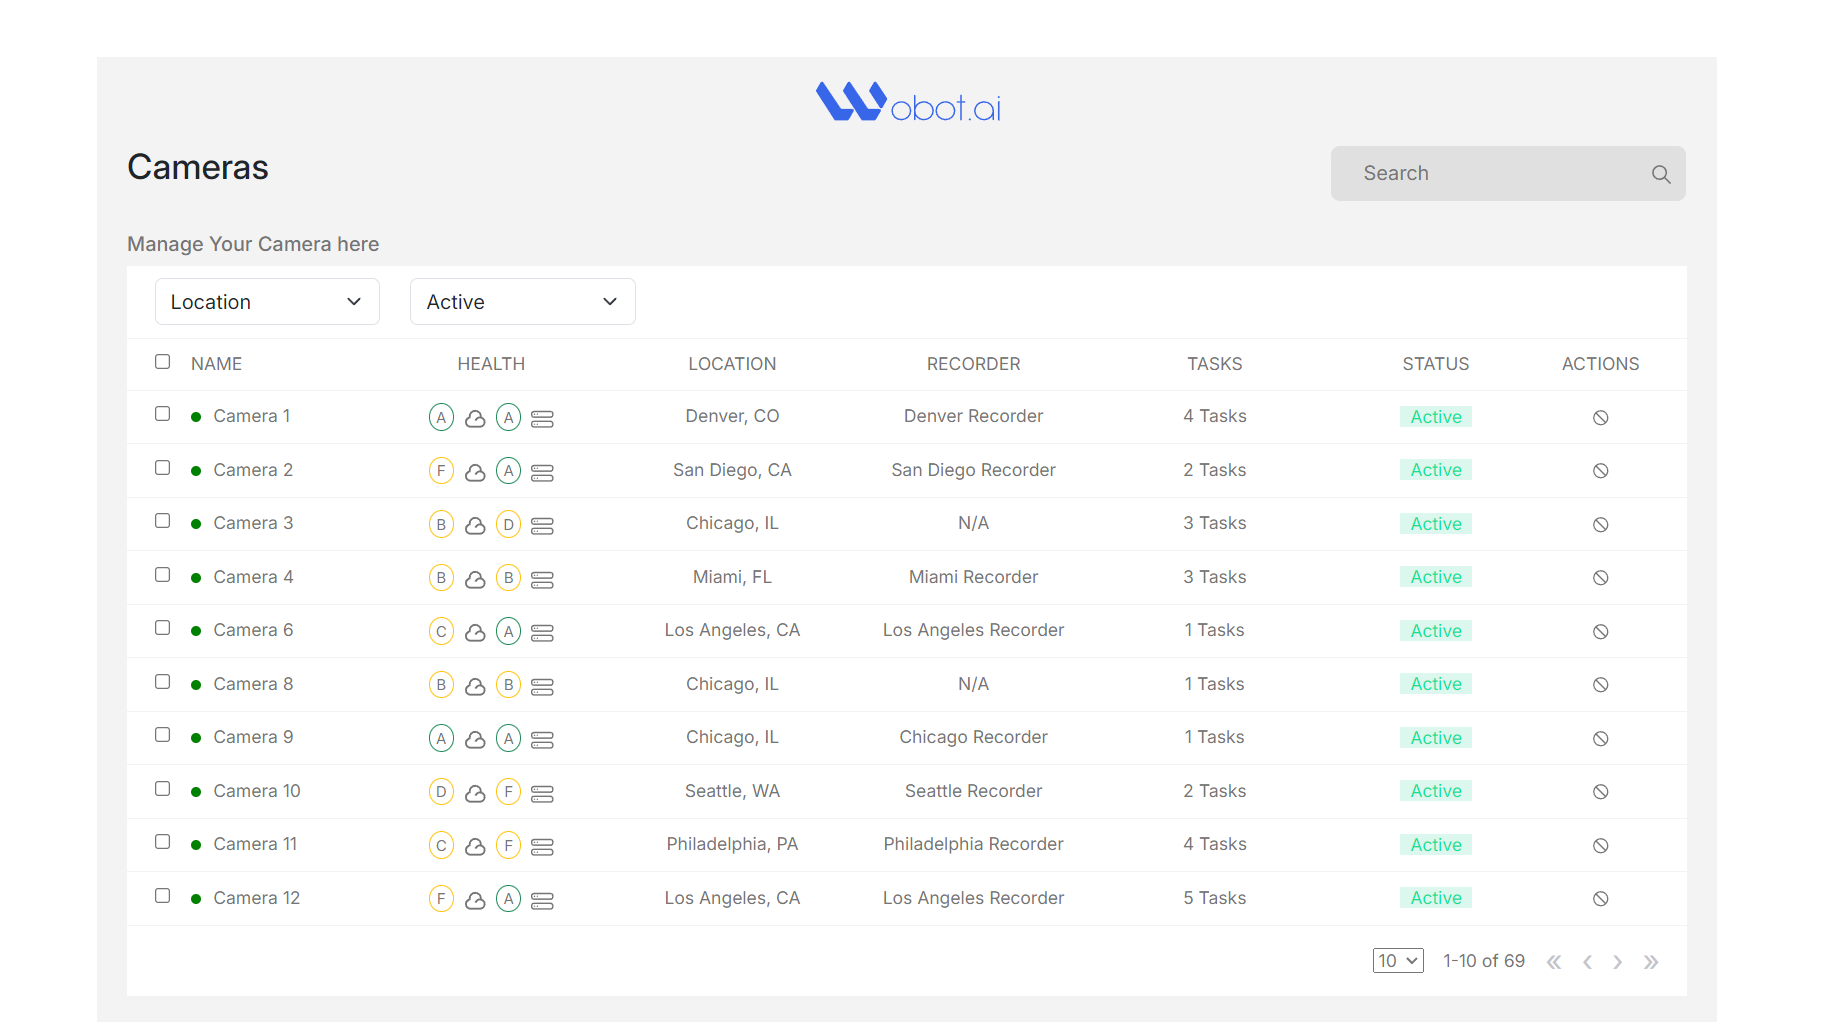 Wobot.ai
Cameras
Search
Manage Your Camera here
Location Active
NAME HEALTH LOCATION RECORDER TASKS STATUS ACTIONS
Camera 1 A A Denver, CO Denver Recorder 4 Tasks Active
Camera 2 F A San Diego, CA San Diego Recorder 2 Tasks Active
Camera 3 B D Chicago, IL N/A 3 Tasks Active
Camera 4 B B Miami, FL Miami Recorder 3 Tasks Active
Camera 6 C A Los Angeles, CA Los Angeles Recorder 1 Tasks Active
Camera 8 B B Chicago, IL N/A 1 Tasks Active
Camera 9 A A Chicago, IL Chicago Recorder 1 Tasks Active
Camera 10 D F Seattle, WA Seattle Recorder 2 Tasks Active
Camera 11 C F Philadelphia, PA Philadelphia Recorder 4 Tasks Active
Camera 12 F A Los Angeles, CA Los Angeles Recorder 5 Tasks Active
10 1-10 of 69 « ‹ › »